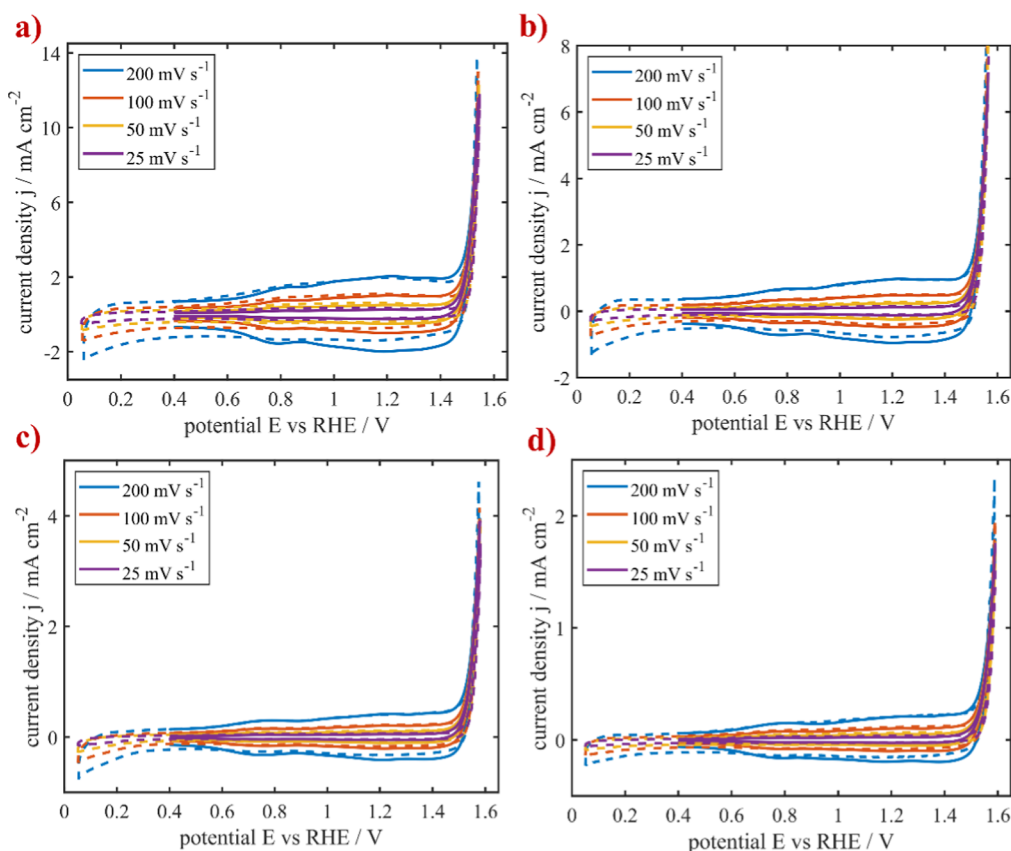 a)
14
10
6
2
-2
current density j / mA cm⁻²
200 mV s⁻¹
100 mV s⁻¹
50 mV s⁻¹
25 mV s⁻¹
0 0.2 0.4 0.6 0.8 1 1.2 1.4 1.6
potential E vs RHE / V
b)
8
6
4
2
0
-2
current density j / mA cm⁻²
200 mV s⁻¹
100 mV s⁻¹
50 mV s⁻¹
25 mV s⁻¹
0 0.2 0.4 0.6 0.8 1 1.2 1.4 1.6
potential E vs RHE / V
c)
4
2
0
current density j / mA cm⁻²
200 mV s⁻¹
100 mV s⁻¹
50 mV s⁻¹
25 mV s⁻¹
0 0.2 0.4 0.6 0.8 1 1.2 1.4 1.6
potential E vs RHE / V
d)
2
1
0
current density j / mA cm⁻²
200 mV s⁻¹
100 mV s⁻¹
50 mV s⁻¹
25 mV s⁻¹
0 0.2 0.4 0.6 0.8 1 1.2 1.4 1.6
potential E vs RHE / V